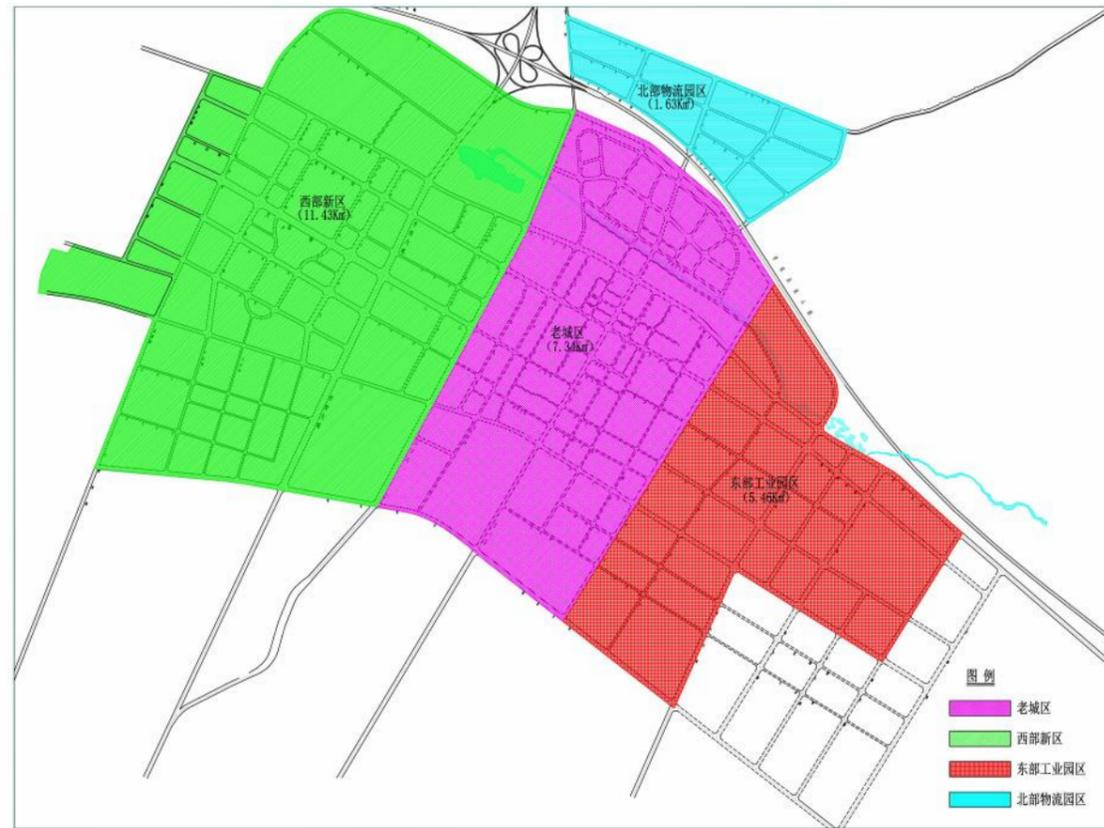 北部物流园区
(1.63Km²)
西部新区
(11.43Km²)
老城区
(7.34Km²)
东部工业园区
(5.46Km²)
图 例
老城区
西部新区
东部工业园区
北部物流园区